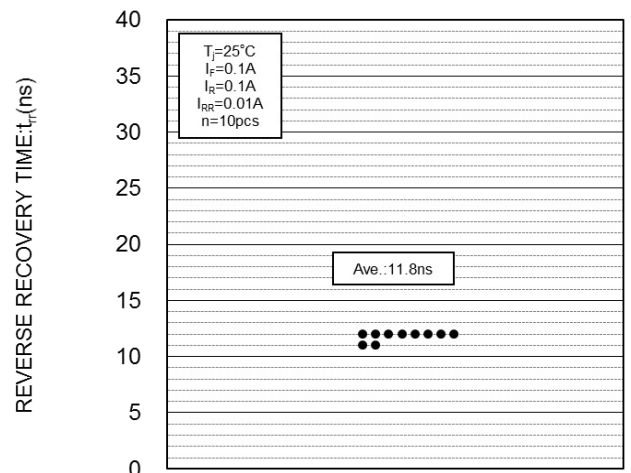 REVERSE RECOVERY TIME:trr(ns)
40
35
30
25
20
15
10
5
0
Tj=25°C
IF=0.1A
IR=0.1A
IRR=0.01A
n=10pcs
Ave.:11.8ns